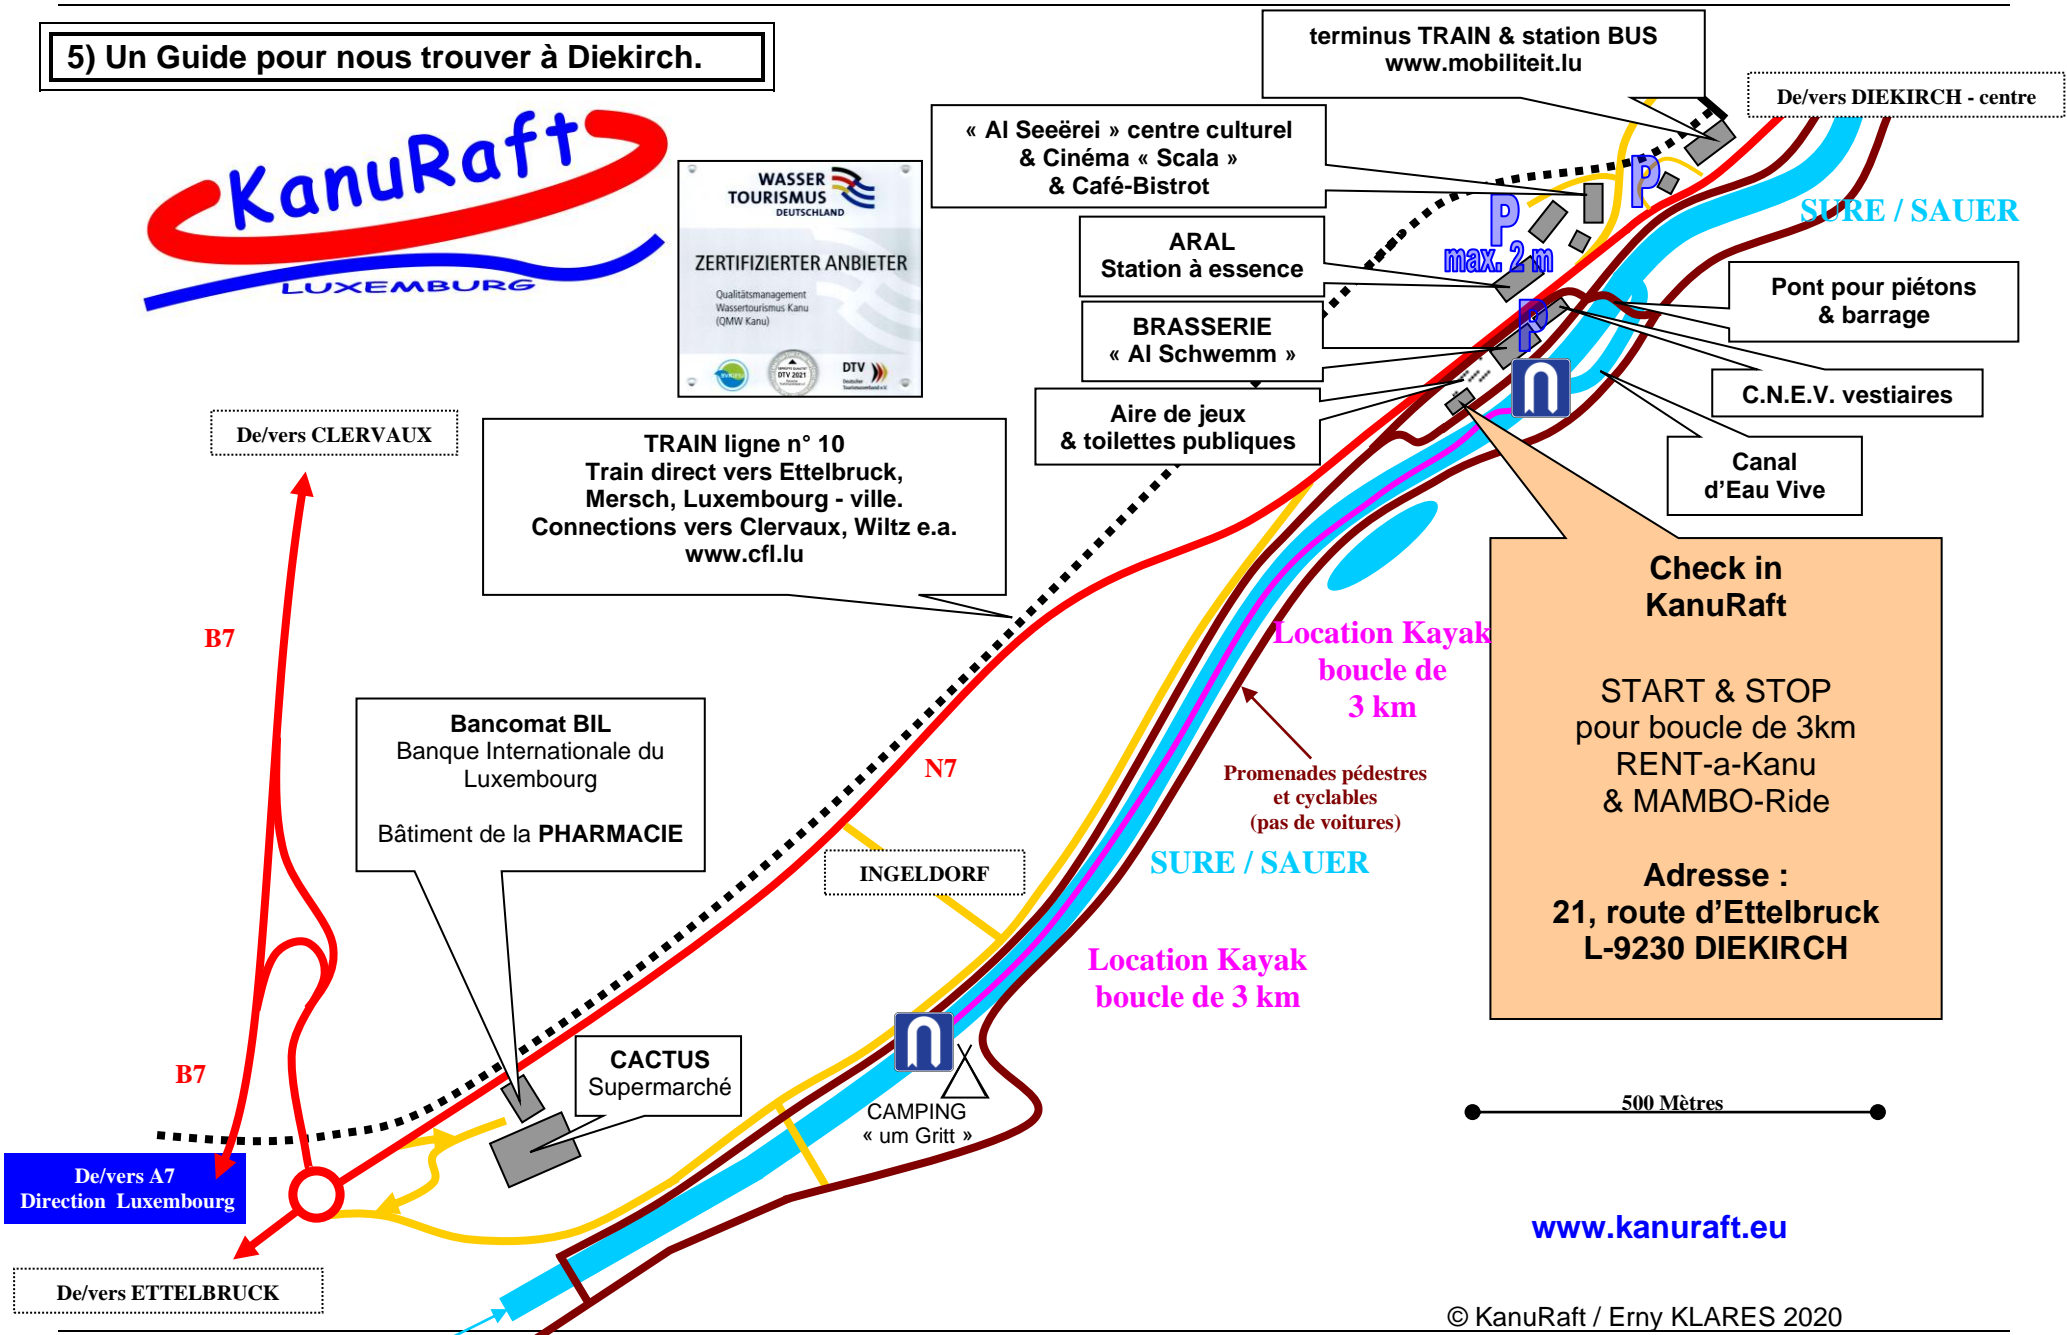 5) Un Guide pour nous trouver à Diekirch.
terminus TRAIN & station BUS
www.mobiliteit.lu
De/vers DIEKIRCH - centre
KanuRaft
LUXEMBURG
WASSER
TOURISMUS
DEUTSCHLAND
ZERTIFIZIERTER ANBIETER
Qualitätsmanagement
Wassertourismus Kanu
(QMW Kanu)
DTV 2021
DTV
Deutscher
Tourismusverband e.V.
« Al Seeërei » centre culturel
& Cinéma « Scala »
& Café-Bistrot
P
P
max. 2 m
SURE / SAUER
ARAL
Station à essence
Pont pour piétons
& barrage
BRASSERIE
« Al Schwemm »
P
C.N.E.V. vestiaires
Aire de jeux
& toilettes publiques
Canal
d'Eau Vive
De/vers CLERVAUX
TRAIN ligne n° 10
Train direct vers Ettelbruck,
Mersch, Luxembourg - ville.
Connections vers Clervaux, Wiltz e.a.
www.cfl.lu
Check in
KanuRaft
START & STOP
pour boucle de 3km
RENT-a-Kanu
& MAMBO-Ride
Adresse :
21, route d'Ettelbruck
L-9230 DIEKIRCH
B7
Location Kayak
boucle de
3 km
Bancomat BIL
Banque Internationale du
Luxembourg
Bâtiment de la PHARMACIE
N7
Promenades pédestres
et cyclables
(pas de voitures)
INGELDORF
SURE / SAUER
Location Kayak
boucle de 3 km
B7
CACTUS
Supermarché
CAMPING
« um Gritt »
500 Mètres
De/vers A7
Direction Luxembourg
www.kanuraft.eu
De/vers ETTELBRUCK
© KanuRaft / Erny KLARES 2020